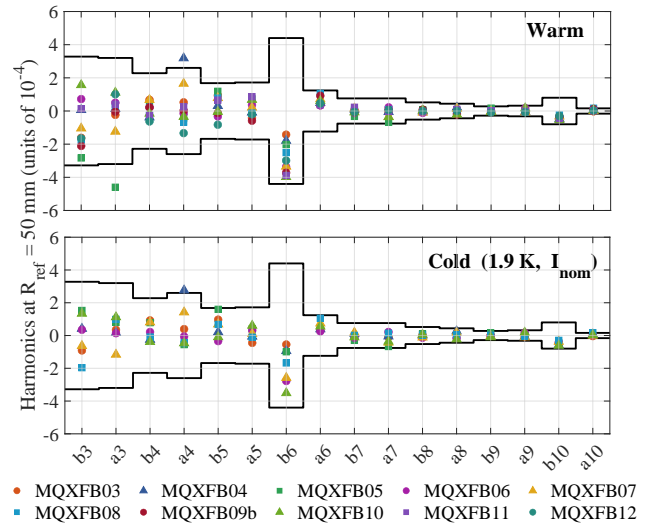 Harmonics at R_ref = 50 mm (units of 10^-4)
6
4
2
0
-2
-4
-6
Warm
6
4
2
0
-2
-4
-6
Cold (1.9 K, I_nom)
b3 a3 b4 a4 b5 a5 b6 a6 b7 a7 b8 a8 b9 a9 b10 a10
MQXFB03 MQXFB04 MQXFB05 MQXFB06 MQXFB07
MQXFB08 MQXFB09b MQXFB10 MQXFB11 MQXFB12